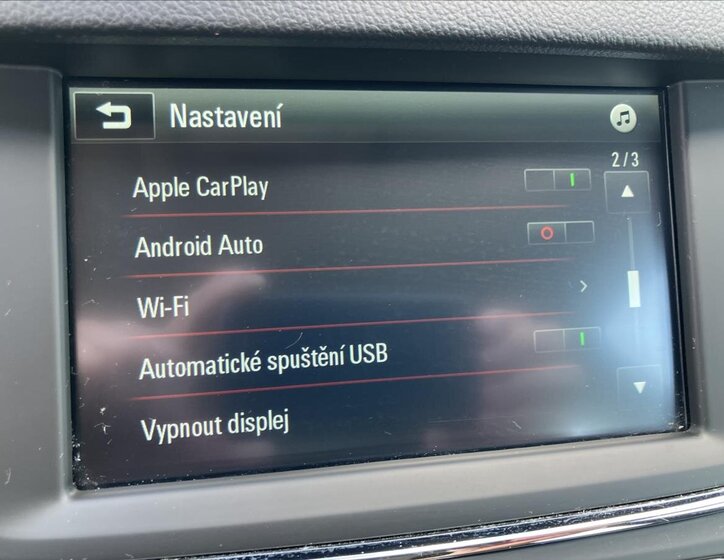 Nastavení
2/3
Apple CarPlay
Android Auto
Wi-Fi
Automatické spuštění USB
Vypnout displej